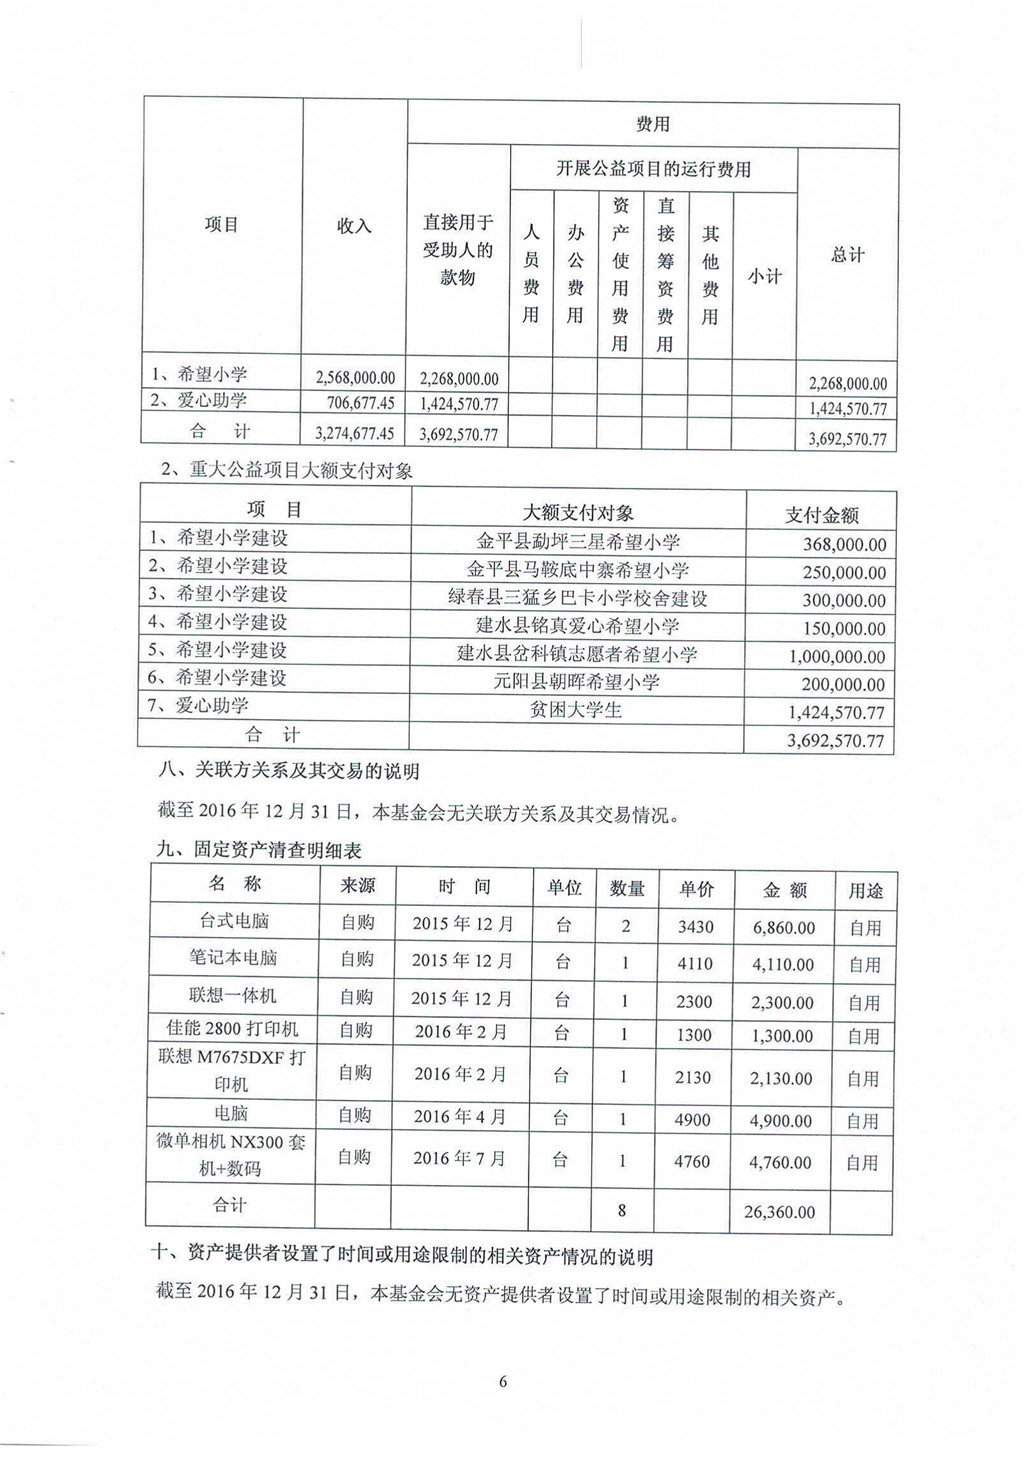 费用
开展公益项目的运行费用
项目 收入 直接用于受助人的款物 人员费用 办公费用 资产使用费用 直接筹资费用 其他费用 小计 总计
1、希望小学 2,568,000.00 2,268,000.00 2,268,000.00
2、爱心助学 706,677.45 1,424,570.77 1,424,570.77
合 计 3,274,677.45 3,692,570.77 3,692,570.77
2、重大公益项目大额支付对象
项 目 大额支付对象 支付金额
1、希望小学建设 金平县勐坪三星希望小学 368,000.00
2、希望小学建设 金平县马鞍底中寨希望小学 250,000.00
3、希望小学建设 绿春县三猛乡巴卡小学校舍建设 300,000.00
4、希望小学建设 建水县铭真爱心希望小学 150,000.00
5、希望小学建设 建水县岔科镇志愿者希望小学 1,000,000.00
6、希望小学建设 元阳县朝晖希望小学 200,000.00
7、爱心助学 贫困大学生 1,424,570.77
合 计 3,692,570.77
八、关联方关系及其交易的说明
截至 2016 年 12 月 31 日，本基金会无关联方关系及其交易情况。
九、固定资产清查明细表
名 称 来源 时 间 单位 数量 单价 金 额 用途
台式电脑 自购 2015 年 12 月 台 2 3430 6,860.00 自用
笔记本电脑 自购 2015 年 12 月 台 1 4110 4,110.00 自用
联想一体机 自购 2015 年 12 月 台 1 2300 2,300.00 自用
佳能 2800 打印机 自购 2016 年 2 月 台 1 1300 1,300.00 自用
联想 M7675DXF 打印机 自购 2016 年 2 月 台 1 2130 2,130.00 自用
电脑 自购 2016 年 4 月 台 1 4900 4,900.00 自用
微单相机 NX300 套机+数码 自购 2016 年 7 月 台 1 4760 4,760.00 自用
合计 8 26,360.00
十、资产提供者设置了时间或用途限制的相关资产情况的说明
截至 2016 年 12 月 31 日，本基金会无资产提供者设置了时间或用途限制的相关资产。
6